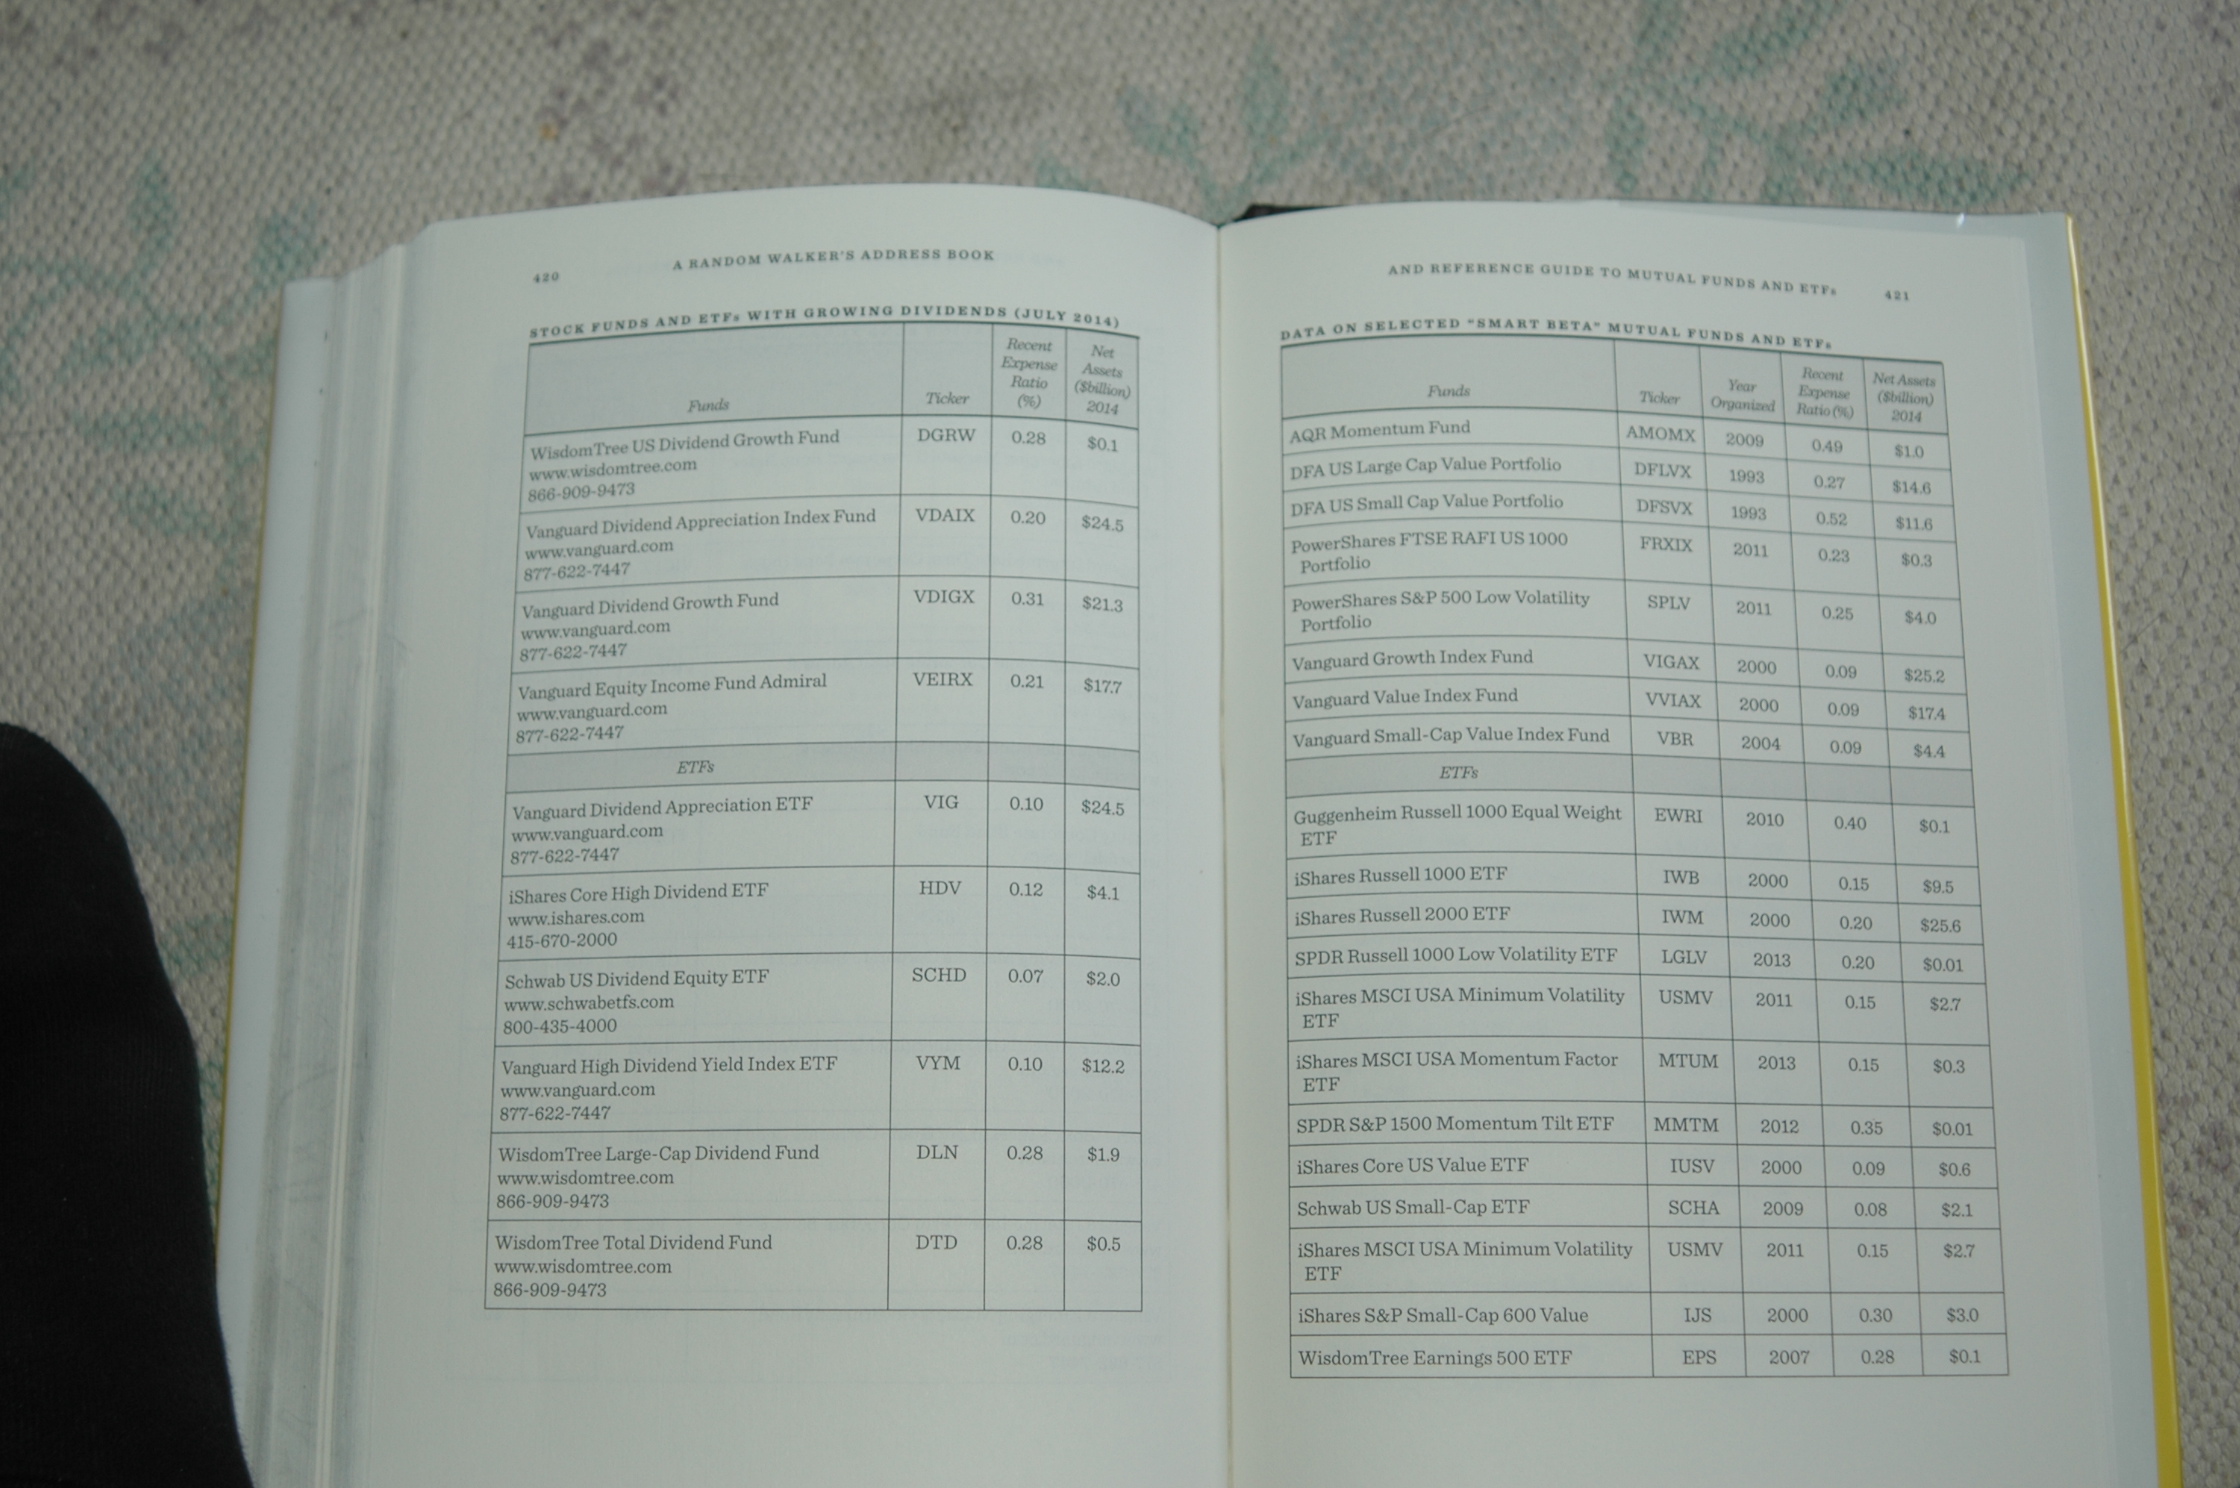 420
A RANDOM WALKER'S ADDRESS BOOK
STOCK FUNDS AND ETFs WITH GROWING DIVIDENDS (JULY 2014)
Funds Ticker Recent Expense Ratio (%) Net Assets ($billion) 2014
WisdomTree US Dividend Growth Fund DGRW 0.28 $0.1
www.wisdomtree.com
866-909-9473
Vanguard Dividend Appreciation Index Fund VDAIX 0.20 $24.5
www.vanguard.com
877-622-7447
Vanguard Dividend Growth Fund VDIGX 0.31 $21.3
www.vanguard.com
877-622-7447
Vanguard Equity Income Fund Admiral VEIRX 0.21 $17.7
www.vanguard.com
877-622-7447
ETFs
Vanguard Dividend Appreciation ETF VIG 0.10 $24.5
www.vanguard.com
877-622-7447
iShares Core High Dividend ETF HDV 0.12 $4.1
www.ishares.com
415-670-2000
Schwab US Dividend Equity ETF SCHD 0.07 $2.0
www.schwabetfs.com
800-435-4000
Vanguard High Dividend Yield Index ETF VYM 0.10 $12.2
www.vanguard.com
877-622-7447
WisdomTree Large-Cap Dividend Fund DLN 0.28 $1.9
www.wisdomtree.com
866-909-9473
WisdomTree Total Dividend Fund DTD 0.28 $0.5
www.wisdomtree.com
866-909-9473
AND REFERENCE GUIDE TO MUTUAL FUNDS AND ETFs
421
DATA ON SELECTED "SMART BETA" MUTUAL FUNDS AND ETFs
Funds Ticker Year Organized Recent Expense Ratio (%) Net Assets ($billion) 2014
AQR Momentum Fund AMOMX 2009 0.49 $1.0
DFA US Large Cap Value Portfolio DFLVX 1993 0.27 $14.6
DFA US Small Cap Value Portfolio DFSVX 1993 0.52 $11.6
PowerShares FTSE RAFI US 1000 FRXIX 2011 0.23 $0.3
Portfolio
PowerShares S&P 500 Low Volatility SPLV 2011 0.25 $4.0
Portfolio
Vanguard Growth Index Fund VIGAX 2000 0.09 $25.2
Vanguard Value Index Fund VVIAX 2000 0.09 $17.4
Vanguard Small-Cap Value Index Fund VBR 2004 0.09 $4.4
ETFs
Guggenheim Russell 1000 Equal Weight EWRI 2010 0.40 $0.1
ETF
iShares Russell 1000 ETF IWB 2000 0.15 $9.5
iShares Russell 2000 ETF IWM 2000 0.20 $25.6
SPDR Russell 1000 Low Volatility ETF LGLV 2013 0.20 $0.01
iShares MSCI USA Minimum Volatility USMV 2011 0.15 $2.7
ETF
iShares MSCI USA Momentum Factor MTUM 2013 0.15 $0.3
ETF
SPDR S&P 1500 Momentum Tilt ETF MMTM 2012 0.35 $0.01
iShares Core US Value ETF IUSV 2000 0.09 $0.6
Schwab US Small-Cap ETF SCHA 2009 0.08 $2.1
iShares MSCI USA Minimum Volatility USMV 2011 0.15 $2.7
ETF
iShares S&P Small-Cap 600 Value IJS 2000 0.30 $3.0
WisdomTree Earnings 500 ETF EPS 2007 0.28 $0.1